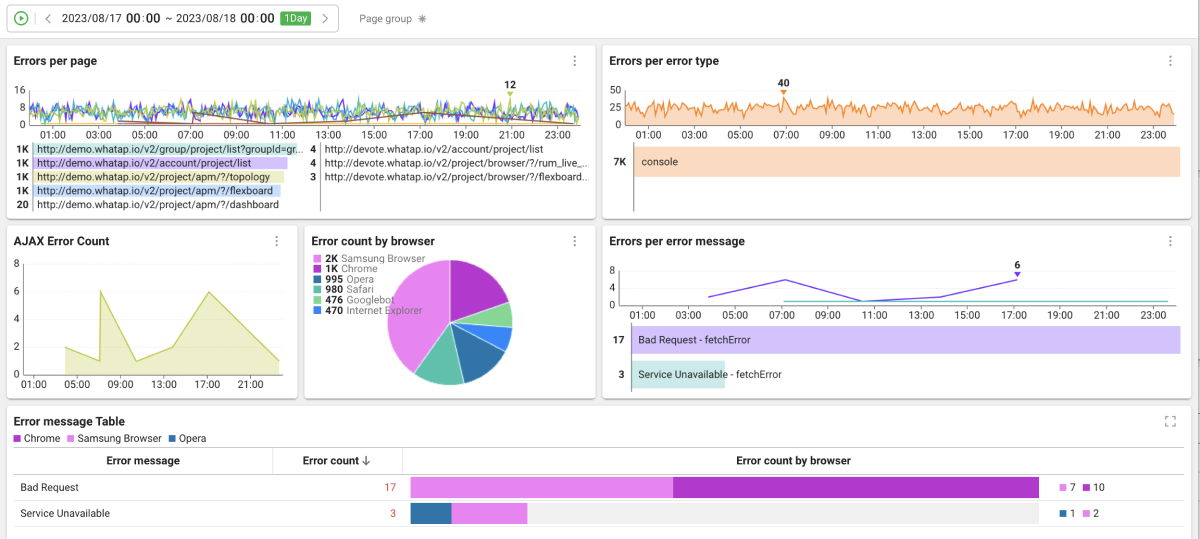 2023/08/17 00:00 ~ 2023/08/18 00:00 1Day Page group
Errors per page
12
16
8
0
01:00 03:00 05:00 07:00 09:00 11:00 13:00 15:00 17:00 19:00 21:00 23:00
1K http://demo.whatap.io/v2/group/project/list?groupId=gr...
1K http://demo.whatap.io/v2/account/project/list
1K http://demo.whatap.io/v2/project/apm/?/topology
1K http://demo.whatap.io/v2/project/apm/?/flexboard
20 http://demo.whatap.io/v2/project/apm/?/dashboard
4 http://devote.whatap.io/v2/account/project/list
4 http://devote.whatap.io/v2/project/browser/?/rum_live_...
3 http://devote.whatap.io/v2/project/browser/?/flexboard...
Errors per error type
40
50
25
0
01:00 03:00 05:00 07:00 09:00 11:00 13:00 15:00 17:00 19:00 21:00 23:00
7K console
AJAX Error Count
8
6
4
2
0
01:00 05:00 09:00 13:00 17:00 21:00
Error count by browser
2K Samsung Browser
1K Chrome
995 Opera
980 Safari
476 Googlebot
470 Internet Explorer
Errors per error message
6
8
4
0
01:00 03:00 05:00 07:00 09:00 11:00 13:00 15:00 17:00 19:00 21:00 23:00
17 Bad Request - fetchError
3 Service Unavailable - fetchError
Error message Table
Chrome Samsung Browser Opera
Error message Error count ↓ Error count by browser
Bad Request 17 7 10
Service Unavailable 3 1 2